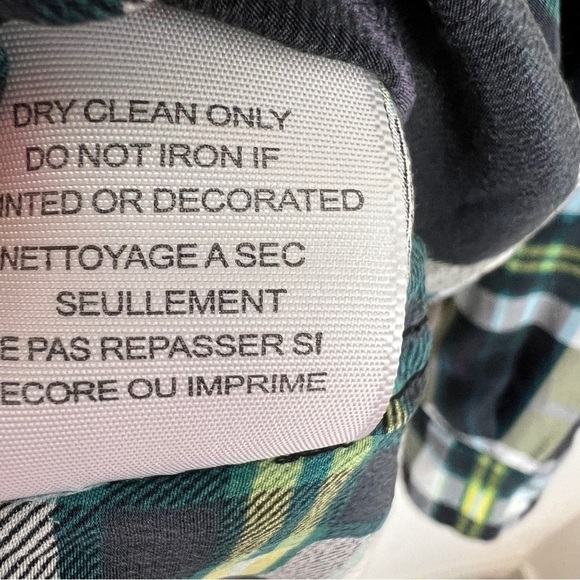 DRY CLEAN ONLY
DO NOT IRON IF
INTED OR DECORATED
NETTOYAGE A SEC
SEULLEMENT
E PAS REPASSER SI
ECORE OU IMPRIME